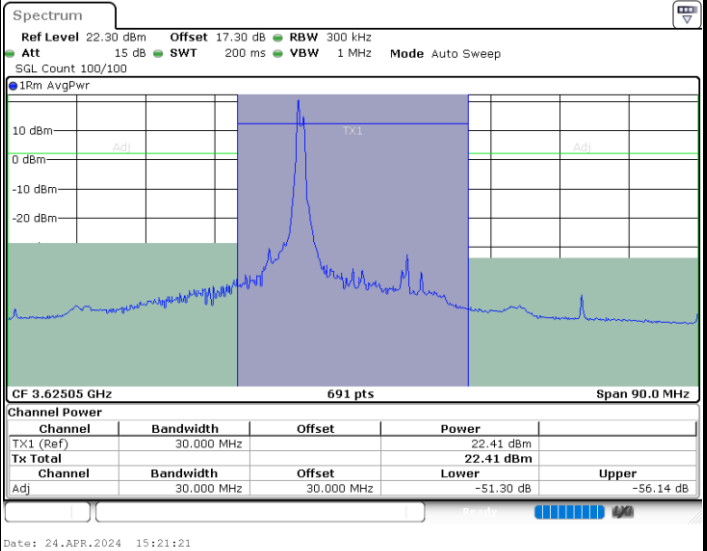 Spectrum
Ref Level 22.30 dBm Offset 17.30 dB RBW 300 kHz
Att 15 dB SWT 200 ms VBW 1 MHz Mode Auto Sweep
SGL Count 100/100
1Rm AvgPwr
10 dBm
Adj
TX1
Adj
0 dBm
-10 dBm
-20 dBm
CF 3.62505 GHz 691 pts Span 90.0 MHz
Channel Power
Channel Bandwidth Offset Power
TX1 (Ref) 30.000 MHz 22.41 dBm
Tx Total 22.41 dBm
Channel Bandwidth Offset Lower Upper
Adj 30.000 MHz 30.000 MHz -51.30 dB -56.14 dB
Ready
Date: 24.APR.2024 15:21:21